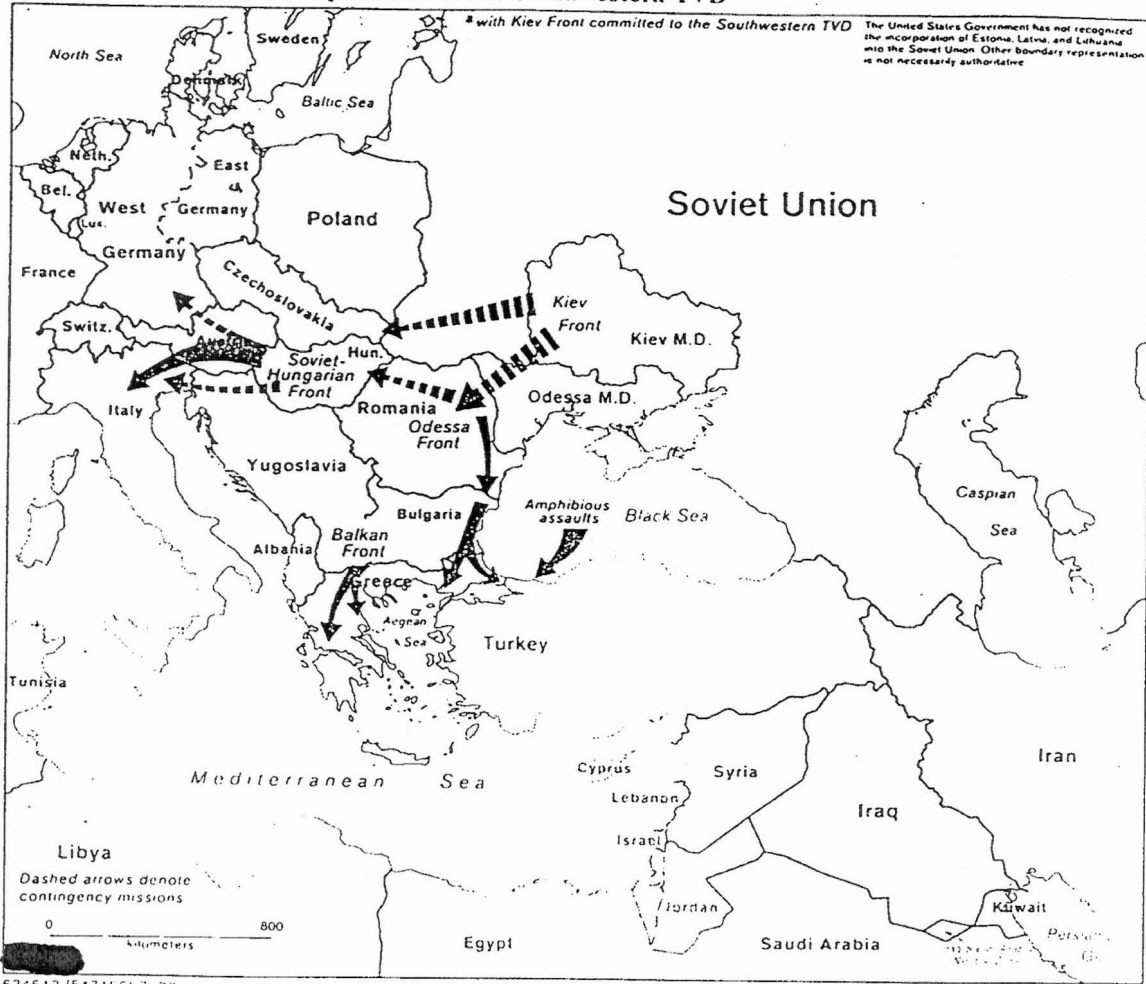 ᵃ with Kiev Front committed to the Southwestern TVD
The United States Government has not recognized
the incorporation of Estonia, Latvia, and Lithuania
into the Soviet Union. Other boundary representation
is not necessarily authoritative
North Sea
Sweden
Denmark
Baltic Sea
Neth.
East
Germany
Bel.
West
Germany
Lux.
Poland
Soviet Union
France
Czechoslovakia
Kiev
Front
Kiev M.D.
Switz.
Austria
Hun.
Soviet-
Hungarian
Front
Romania
Odessa M.D.
Italy
Odessa
Front
Yugoslavia
Caspian
Sea
Bulgaria
Amphibious
assaults
Black Sea
Balkan
Front
Albania
Greece
Aegean
Sea
Turkey
Tunisia
Mediterranean Sea
Cyprus
Syria
Iran
Lebanon
Iraq
Israel
Libya
Dashed arrows denote
contingency missions
Jordan
Kuwait
0 800
kilometers
Egypt
Saudi Arabia
Persian